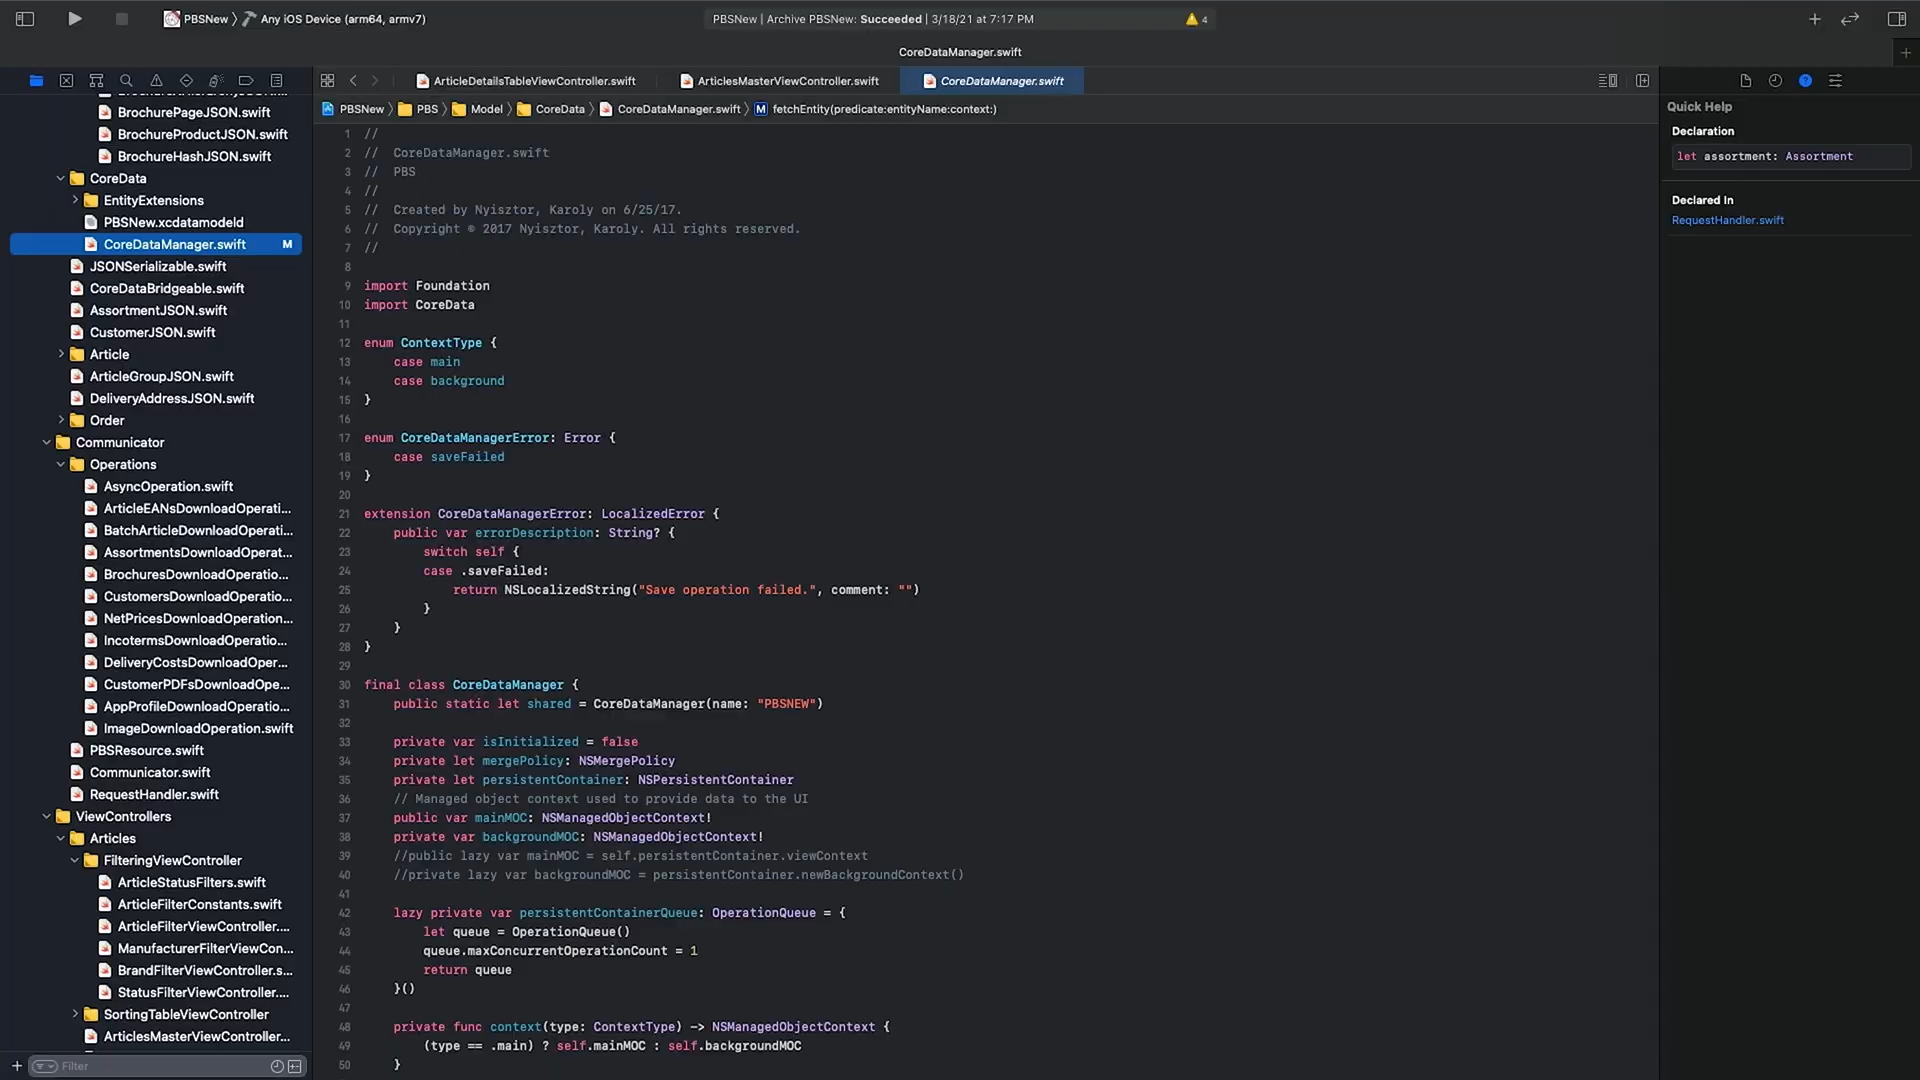 PBSNew
Any iOS Device (arm64, armv7)
PBSNew | Archive PBSNew: Succeeded | 3/18/21 at 7:17 PM
4
CoreDataManager.swift
ArticleDetailsTableViewController.swift
ArticlesMasterViewController.swift
CoreDataManager.swift
PBSNew
PBS
Model
CoreData
CoreDataManager.swift
M
fetchEntity(predicate:entityName:context:)
BrochurePageJSON.swift
BrochureProductJSON.swift
BrochureHashJSON.swift
CoreData
EntityExtensions
PBSNew.xcdatamodeld
CoreDataManager.swift M
JSONSerializable.swift
CoreDataBridgeable.swift
AssortmentJSON.swift
CustomerJSON.swift
Article
ArticleGroupJSON.swift
DeliveryAddressJSON.swift
Order
Communicator
Operations
AsyncOperation.swift
ArticleEANsDownloadOperati...
BatchArticleDownloadOperati...
AssortmentsDownloadOperat...
BrochuresDownloadOperatio...
CustomersDownloadOperatio...
NetPricesDownloadOperation...
IncotermsDownloadOperatio...
DeliveryCostsDownloadOper...
CustomerPDFsDownloadOpe...
AppProfileDownloadOperatio...
ImageDownloadOperation.swift
PBSResource.swift
Communicator.swift
RequestHandler.swift
ViewControllers
Articles
FilteringViewController
ArticleStatusFilters.swift
ArticleFilterConstants.swift
ArticleFilterViewController....
ManufacturerFilterViewCon...
BrandFilterViewController.s...
StatusFilterViewController....
SortingTableViewController
ArticlesMasterViewController...
Filter
1 //
2 //  CoreDataManager.swift
3 //  PBS
4 //
5 //  Created by Nyisztor, Karoly on 6/25/17.
6 //  Copyright © 2017 Nyisztor, Karoly. All rights reserved.
7 //
8
9 import Foundation
10 import CoreData
11
12 enum ContextType {
13     case main
14     case background
15 }
16
17 enum CoreDataManagerError: Error {
18     case saveFailed
19 }
20
21 extension CoreDataManagerError: LocalizedError {
22     public var errorDescription: String? {
23         switch self {
24         case .saveFailed:
25             return NSLocalizedString("Save operation failed.", comment: "")
26         }
27     }
28 }
29
30 final class CoreDataManager {
31     public static let shared = CoreDataManager(name: "PBSNEW")
32
33     private var isInitialized = false
34     private let mergePolicy: NSMergePolicy
35     private let persistentContainer: NSPersistentContainer
36     // Managed object context used to provide data to the UI
37     public var mainMOC: NSManagedObjectContext!
38     private var backgroundMOC: NSManagedObjectContext!
39     //public lazy var mainMOC = self.persistentContainer.viewContext
40     //private lazy var backgroundMOC = persistentContainer.newBackgroundContext()
41
42     lazy private var persistentContainerQueue: OperationQueue = {
43         let queue = OperationQueue()
44         queue.maxConcurrentOperationCount = 1
45         return queue
46     }()
47
48     private func context(type: ContextType) -> NSManagedObjectContext {
49         (type == .main) ? self.mainMOC : self.backgroundMOC
50     }
Quick Help
Declaration
let assortment: Assortment
Declared In
RequestHandler.swift